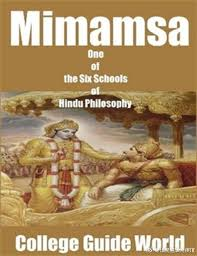 Mimamsa
One
of
the Six Schools
of
Hindu Philosophy
College Guide World